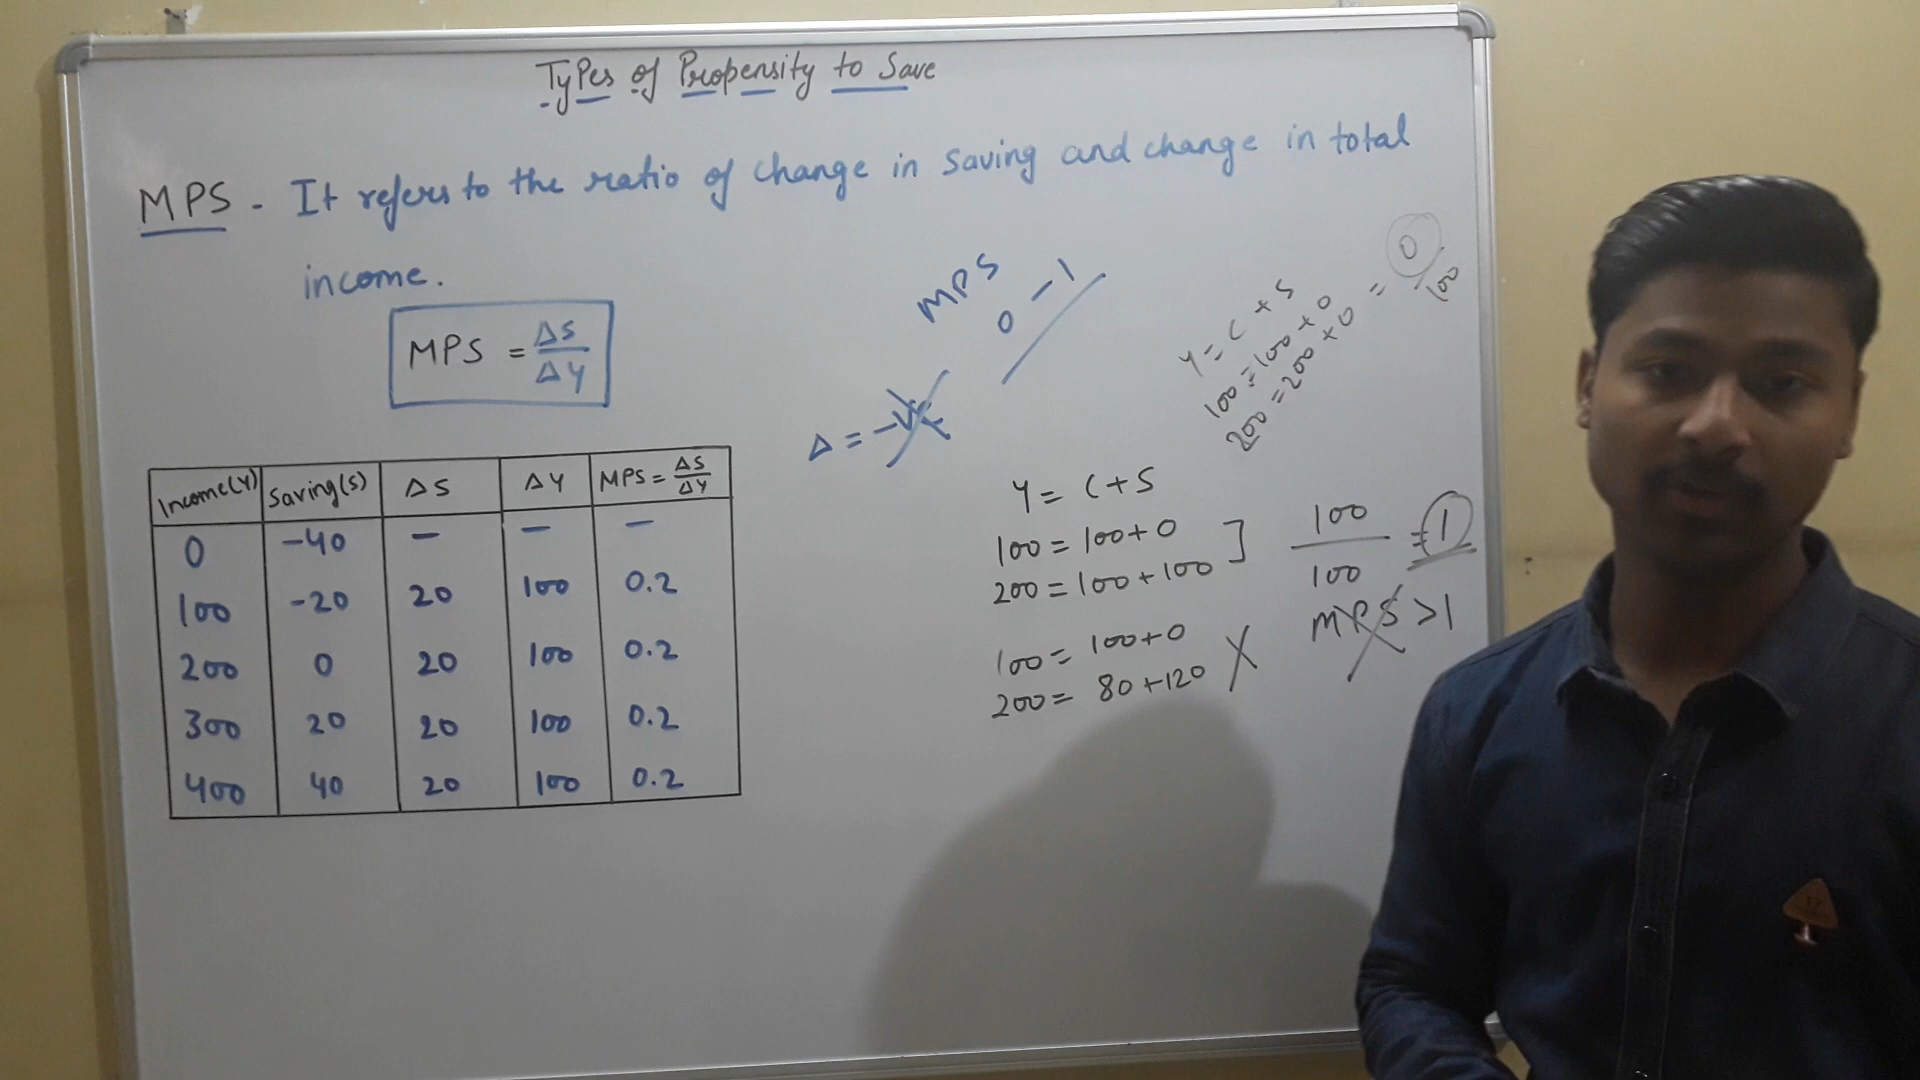 Types of Propensity to Save
MPS - It refers to the ratio of change in saving and change in total
income.
MPS = ΔS/ΔY
Income(Y) Saving(s) ΔS ΔY MPS = ΔS/ΔY
0 -40 - - -
100 -20 20 100 0.2
200 0 20 100 0.2
300 20 20 100 0.2
400 40 20 100 0.2
MPS
0 - 1
Δ = -ve
Y = C + S
100 = 100 + 0
200 = 200 + 0 = 0/100
Y = C + S
100 = 100 + 0 ] 100/100 = 1
200 = 100 + 100
100 = 100 + 0 X MPS > 1
200 = 80 + 120